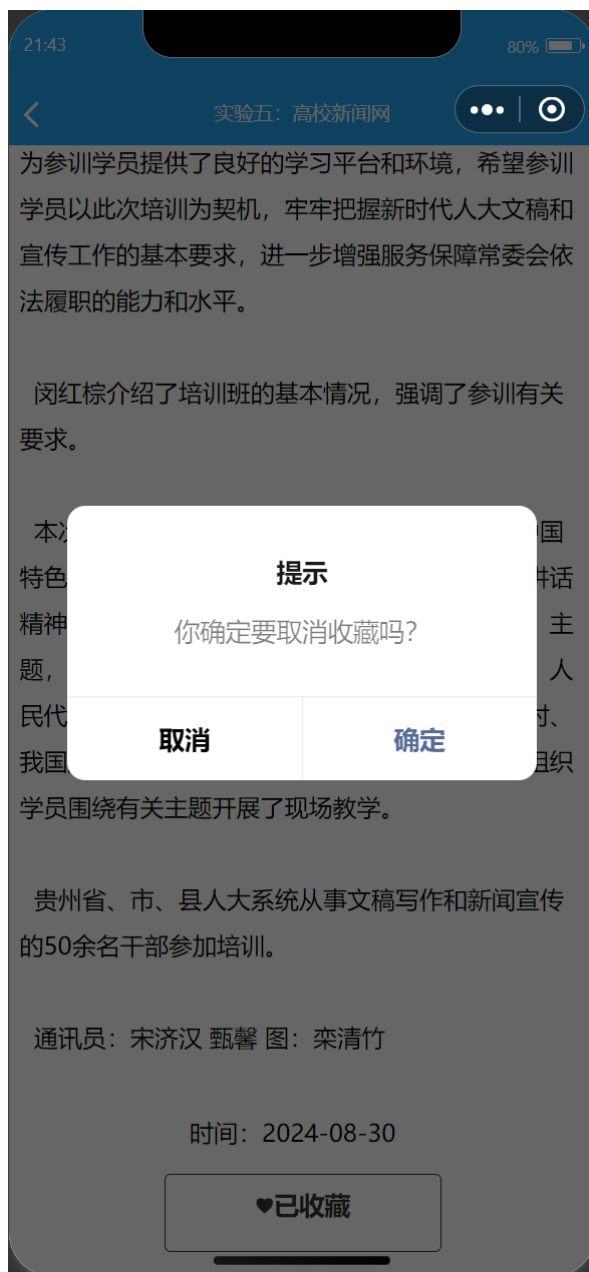 21:43
80%
实验五：高校新闻网
为参训学员提供了良好的学习平台和环境，希望参训
学员以此次培训为契机，牢牢把握新时代人大文稿和
宣传工作的基本要求，进一步增强服务保障常委会依
法履职的能力和水平。
闵红棕介绍了培训班的基本情况，强调了参训有关
要求。
本
国
特色
讲话
精神
主
题，
人
民代
我国
组织
提示
你确定要取消收藏吗？
取消
确定
学员围绕有关主题开展了现场教学。
贵州省、市、县人大系统从事文稿写作和新闻宣传
的50余名干部参加培训。
通讯员：宋济汉 甄馨 图：栾清竹
时间：2024-08-30
♥已收藏